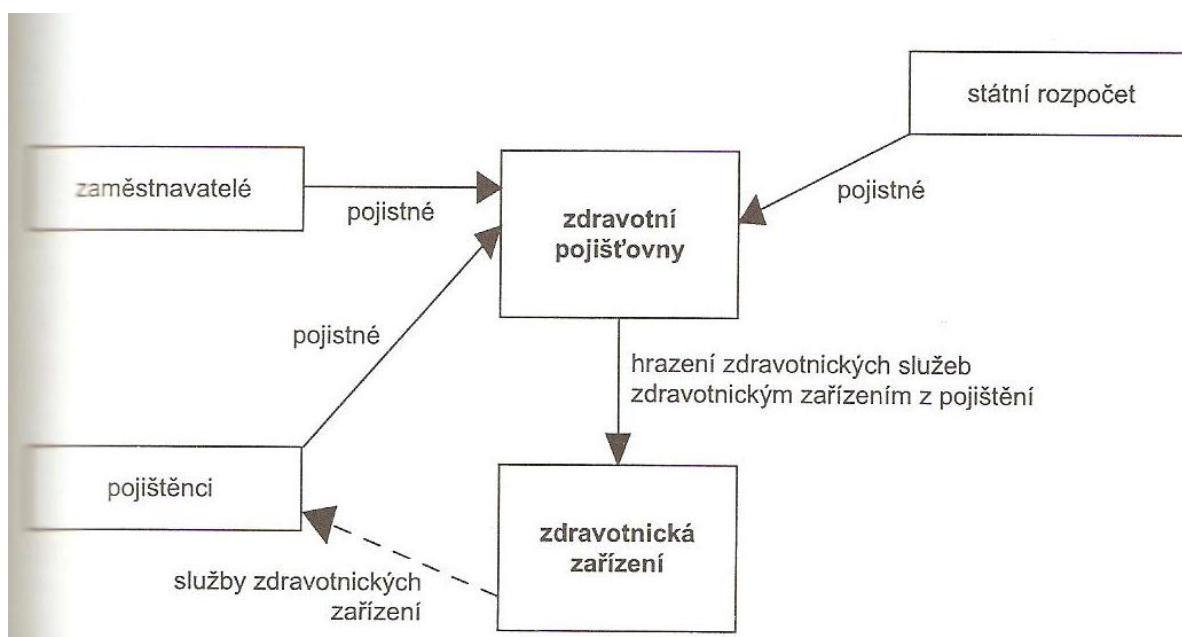 státní rozpočet
zaměstnavatelé
pojistné
zdravotní
pojišťovny
pojistné
pojistné
hrazení zdravotnických služeb
zdravotnickým zařízením z pojištění
pojištěnci
zdravotnická
zařízení
služby zdravotnických
zařízení